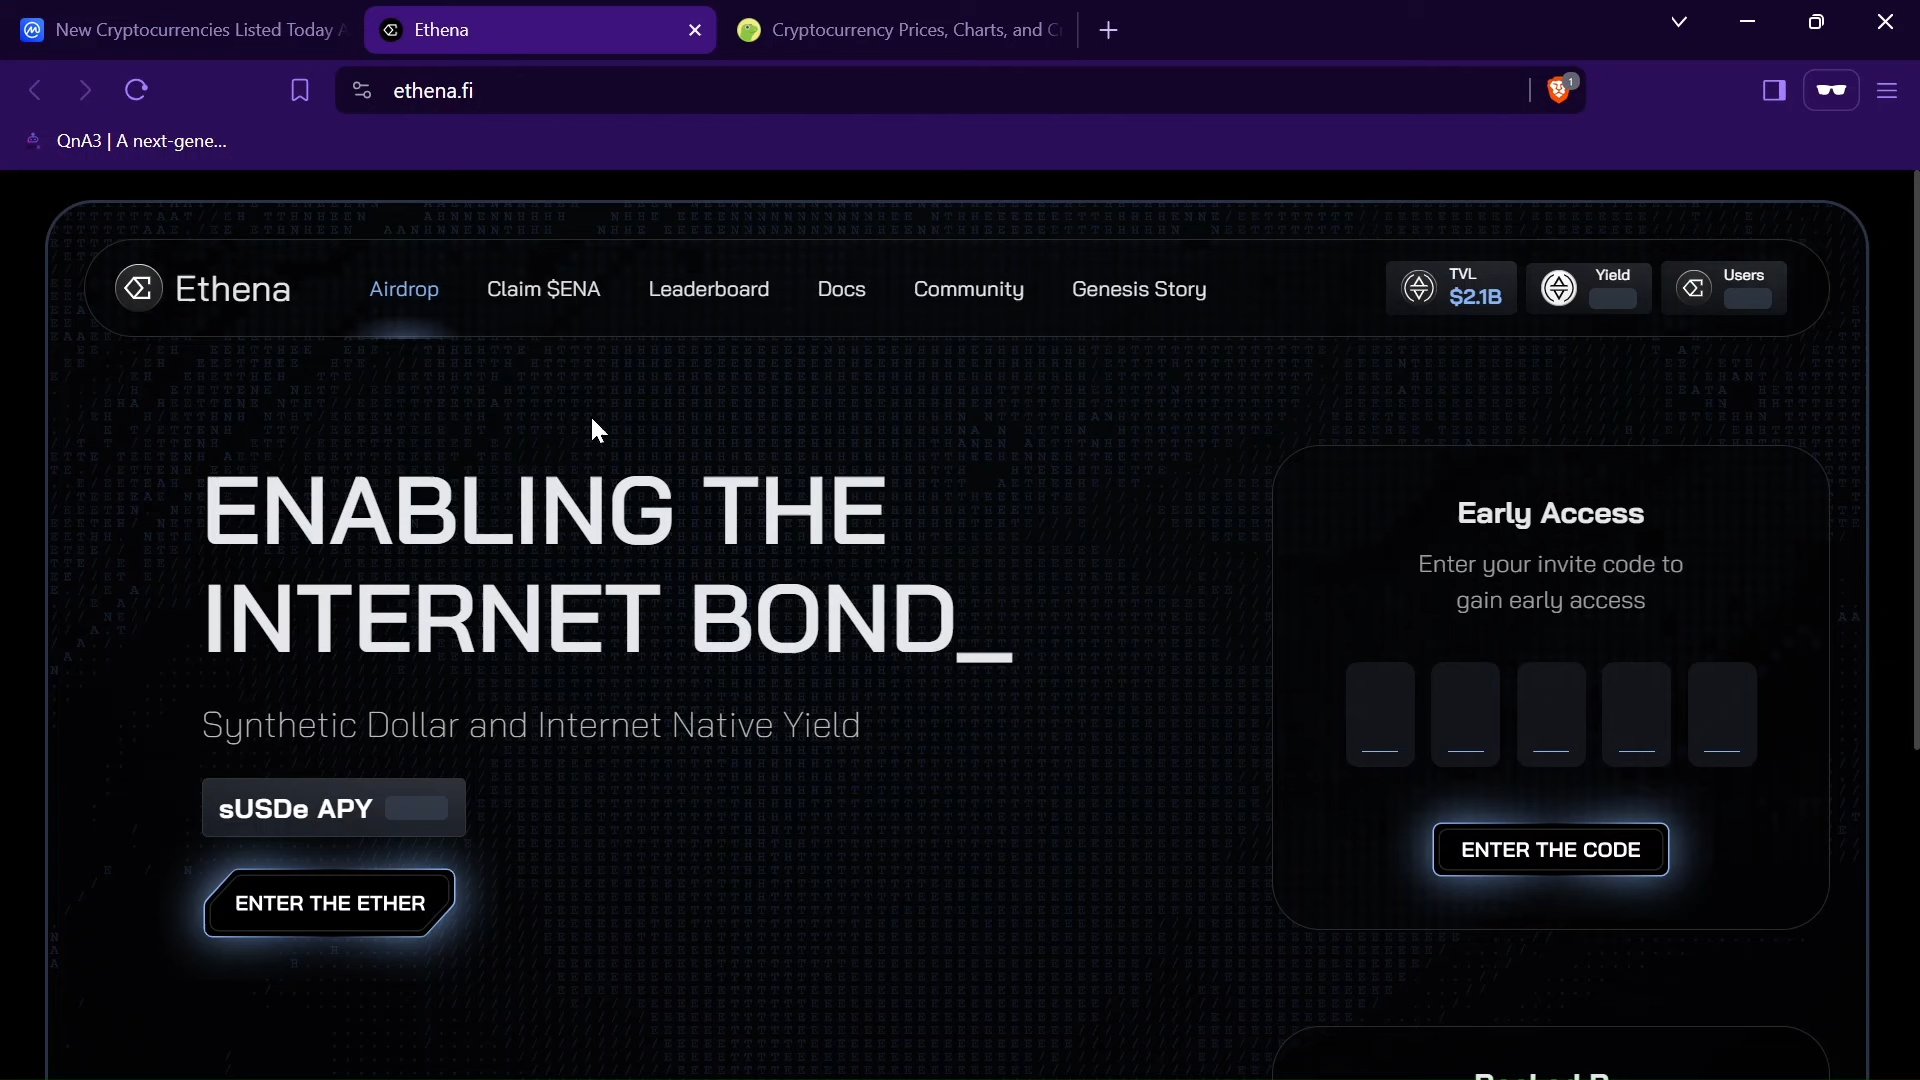 New Cryptocurrencies Listed Today
Ethena
Cryptocurrency Prices, Charts, and
ethena.fi
1
QnA3 | A next-gene...
Ethena
Airdrop
Claim $ENA
Leaderboard
Docs
Community
Genesis Story
TVL
$2.1B
Yield
Users
ENABLING THE
INTERNET BOND_
Synthetic Dollar and Internet Native Yield
sUSDe APY
ENTER THE ETHER
Early Access
Enter your invite code to
gain early access
ENTER THE CODE